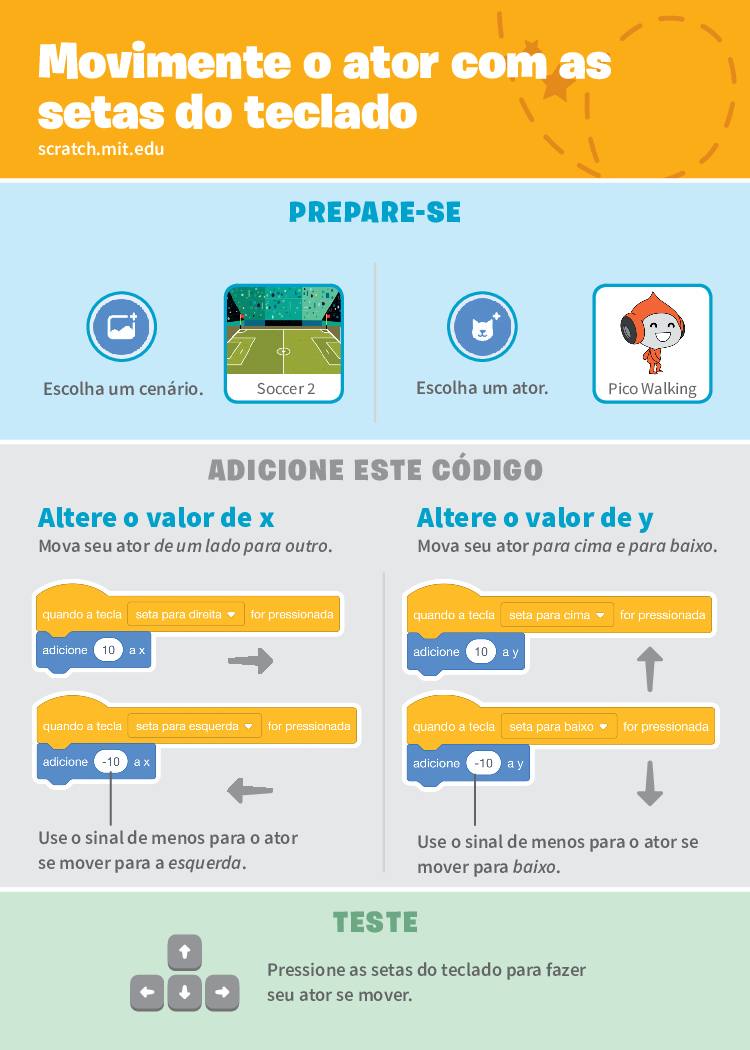 Movimente o ator com as
setas do teclado
scratch.mit.edu
PREPARE-SE
Escolha um cenário.
Soccer 2
Escolha um ator.
Pico Walking
ADICIONE ESTE CÓDIGO
Altere o valor de x
Mova seu ator de um lado para outro.
quando a tecla seta para direita for pressionada
adicione 10 a x
quando a tecla seta para esquerda for pressionada
adicione -10 a x
Use o sinal de menos para o ator
se mover para a esquerda.
Altere o valor de y
Mova seu ator para cima e para baixo.
quando a tecla seta para cima for pressionada
adicione 10 a y
quando a tecla seta para baixo for pressionada
adicione -10 a y
Use o sinal de menos para o ator se
mover para baixo.
TESTE
Pressione as setas do teclado para fazer
seu ator se mover.